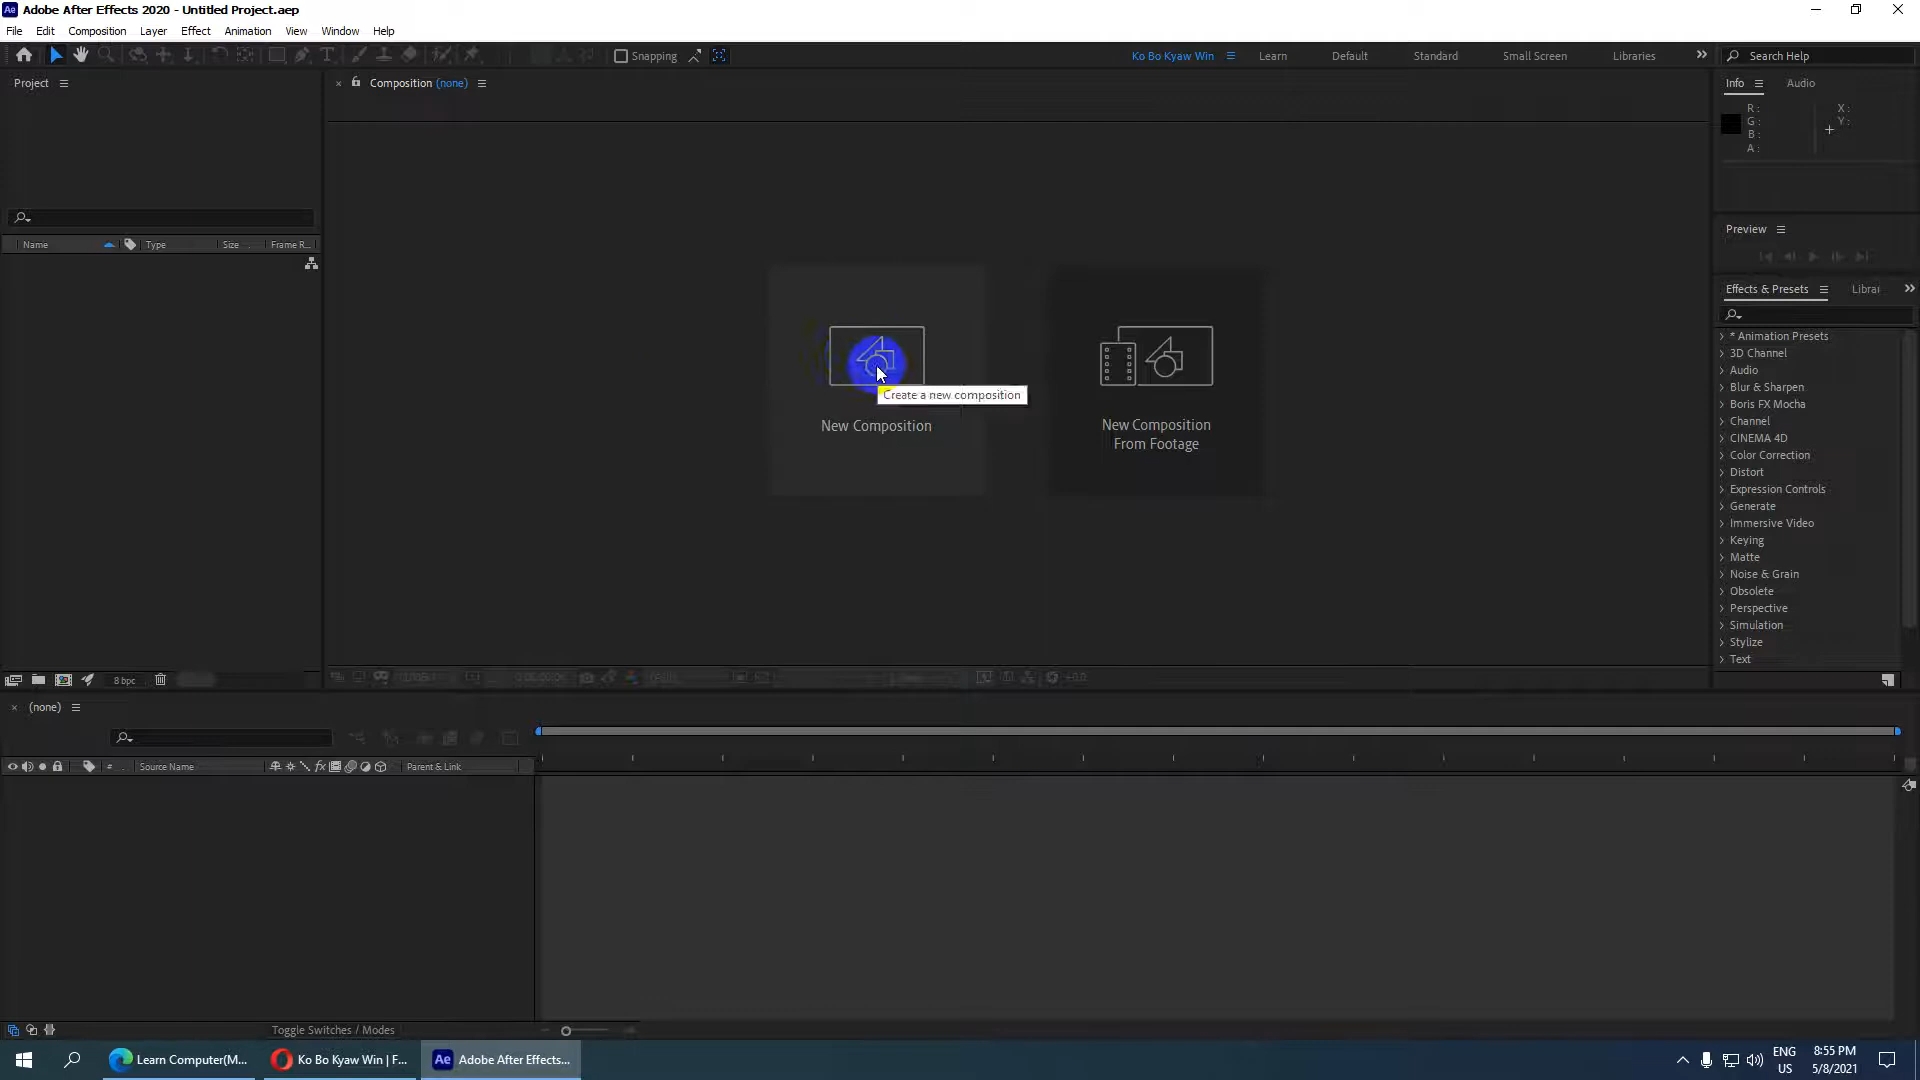 Adobe After Effects 2020 - Untitled Project.aep
File Edit Composition Layer Effect Animation View Window Help
Snapping
Ko Bo Kyaw Win Learn Default Standard Small Screen Libraries
Search Help
Project
Composition (none)
Info Audio
R:
G:
B:
A:
X:
Y:
Name Type Size Frame R...
Preview
Effects & Presets Librai
* Animation Presets
3D Channel
Audio
Blur & Sharpen
Boris FX Mocha
Channel
CINEMA 4D
Color Correction
Distort
Expression Controls
Generate
Immersive Video
Keying
Matte
Noise & Grain
Obsolete
Perspective
Simulation
Stylize
Text
Create a new composition
New Composition
New Composition
From Footage
8 bpc
+0.0
(none)
# Source Name
fx
Parent & Link
Toggle Switches / Modes
Learn Computer(M...
Ko Bo Kyaw Win | F...
Ae Adobe After Effects...
ENG
US
8:55 PM
5/8/2021